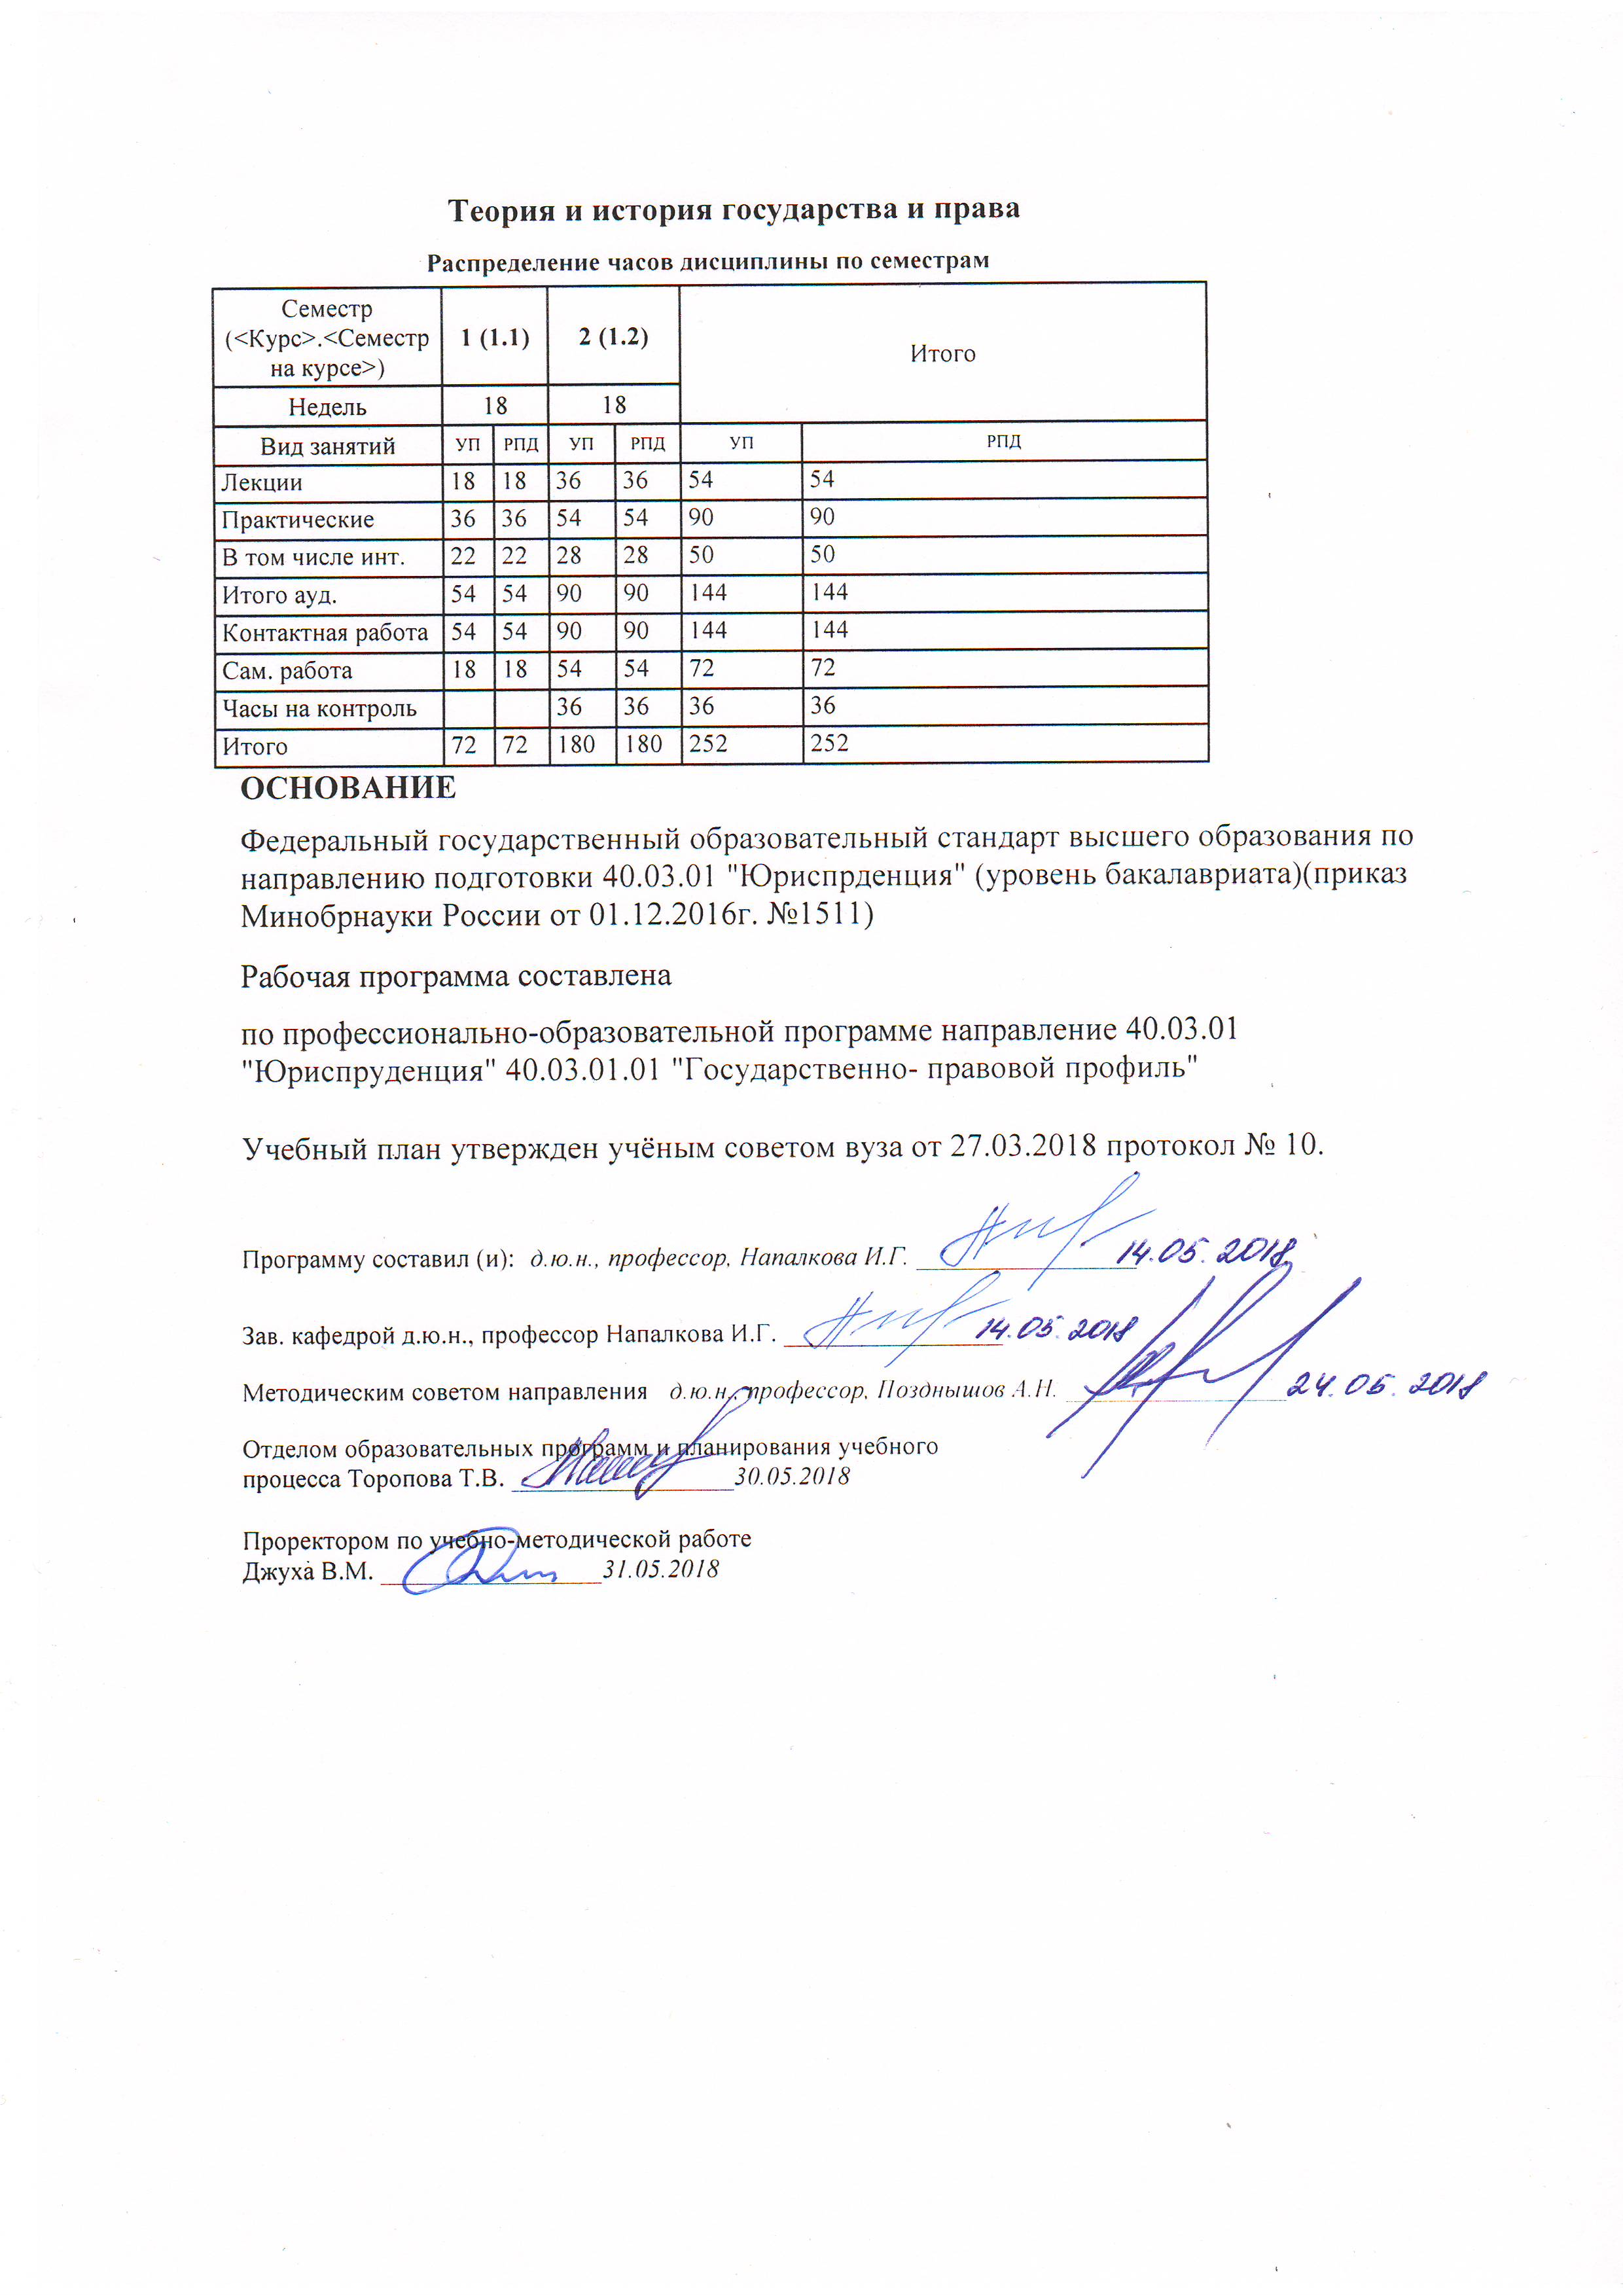 Теория и история государства и права
Распределение часов дисциплины по семестрам
Семестр (<Курс>.<Семестр на курсе>) 1 (1.1) 2 (1.2) Итого
Недель 18 18
Вид занятий УП РПД УП РПД УП РПД
Лекции 18 18 36 36 54 54
Практические 36 36 54 54 90 90
В том числе инт. 22 22 28 28 50 50
Итого ауд. 54 54 90 90 144 144
Контактная работа 54 54 90 90 144 144
Сам. работа 18 18 54 54 72 72
Часы на контроль 36 36 36 36
Итого 72 72 180 180 252 252
ОСНОВАНИЕ
Федеральный государственный образовательный стандарт высшего образования по
направлению подготовки 40.03.01 "Юриспрденция" (уровень бакалавриата)(приказ
Минобрнауки России от 01.12.2016г. №1511)
Рабочая программа составлена
по профессионально-образовательной программе направление 40.03.01
"Юриспруденция" 40.03.01.01 "Государственно- правовой профиль"
Учебный план утвержден учёным советом вуза от 27.03.2018 протокол № 10.
Программу составил (и): д.ю.н., профессор, Напалкова И.Г. 14.05.2018
Зав. кафедрой д.ю.н., профессор Напалкова И.Г. 14.05.2018
Методическим советом направления д.ю.н., профессор, Позднышов А.Н. 24.05.2018
Отделом образовательных программ и планирования учебного
процесса Торопова Т.В. 30.05.2018
Проректором по учебно-методической работе
Джуха В.М. 31.05.2018